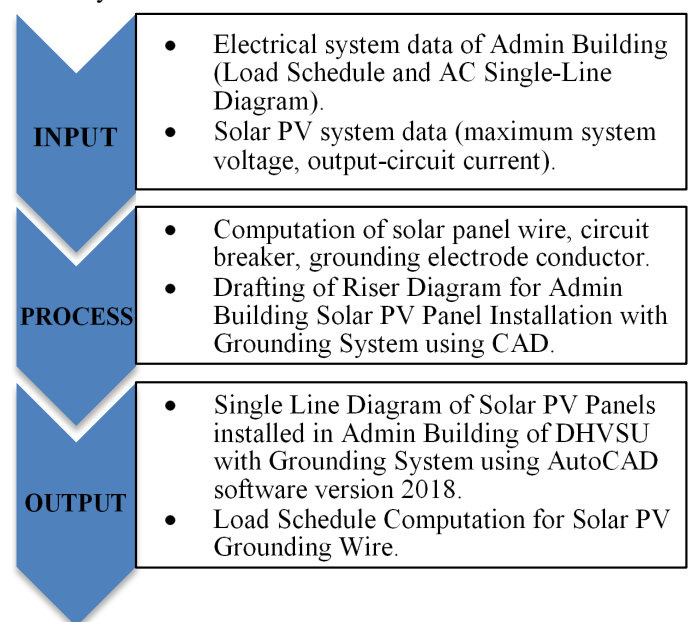 INPUT
• Electrical system data of Admin Building
(Load Schedule and AC Single-Line
Diagram).
• Solar PV system data (maximum system
voltage, output-circuit current).
PROCESS
• Computation of solar panel wire, circuit
breaker, grounding electrode conductor.
• Drafting of Riser Diagram for Admin
Building Solar PV Panel Installation with
Grounding System using CAD.
OUTPUT
• Single Line Diagram of Solar PV Panels
installed in Admin Building of DHVSU
with Grounding System using AutoCAD
software version 2018.
• Load Schedule Computation for Solar PV
Grounding Wire.